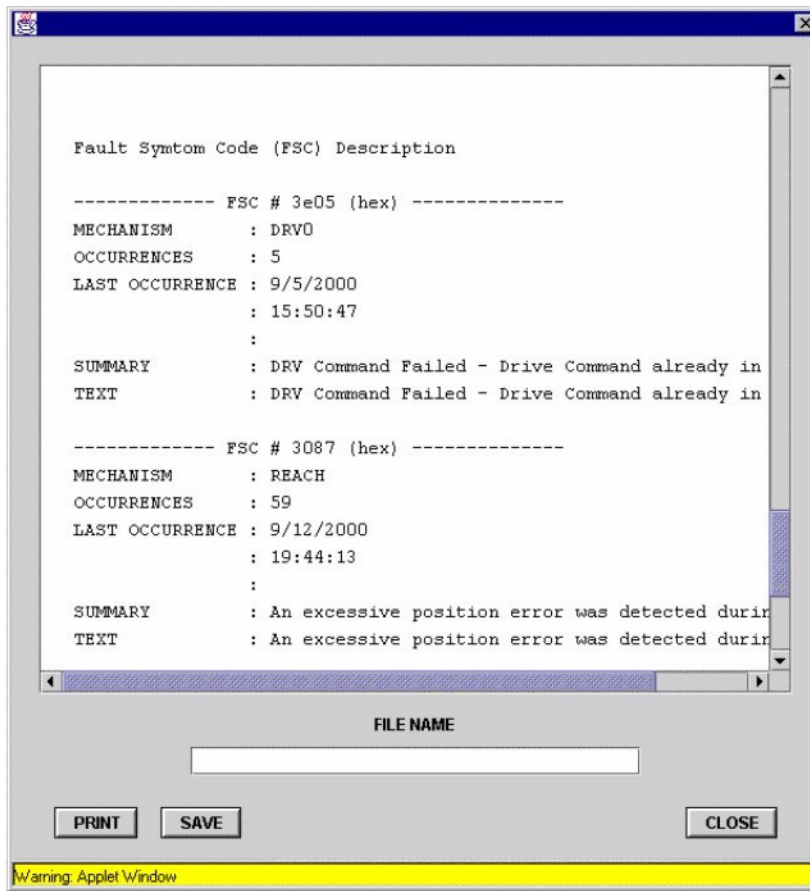 Fault Symtom Code (FSC) Description
------------- FSC # 3e05 (hex) --------------
MECHANISM : DRV0
OCCURRENCES : 5
LAST OCCURRENCE : 9/5/2000
: 15:50:47
:
SUMMARY : DRV Command Failed - Drive Command already in
TEXT : DRV Command Failed - Drive Command already in
------------- FSC # 3087 (hex) --------------
MECHANISM : REACH
OCCURRENCES : 59
LAST OCCURRENCE : 9/12/2000
: 19:44:13
:
SUMMARY : An excessive position error was detected durin
TEXT : An excessive position error was detected durin
FILE NAME
PRINT SAVE CLOSE
Warning: Applet Window